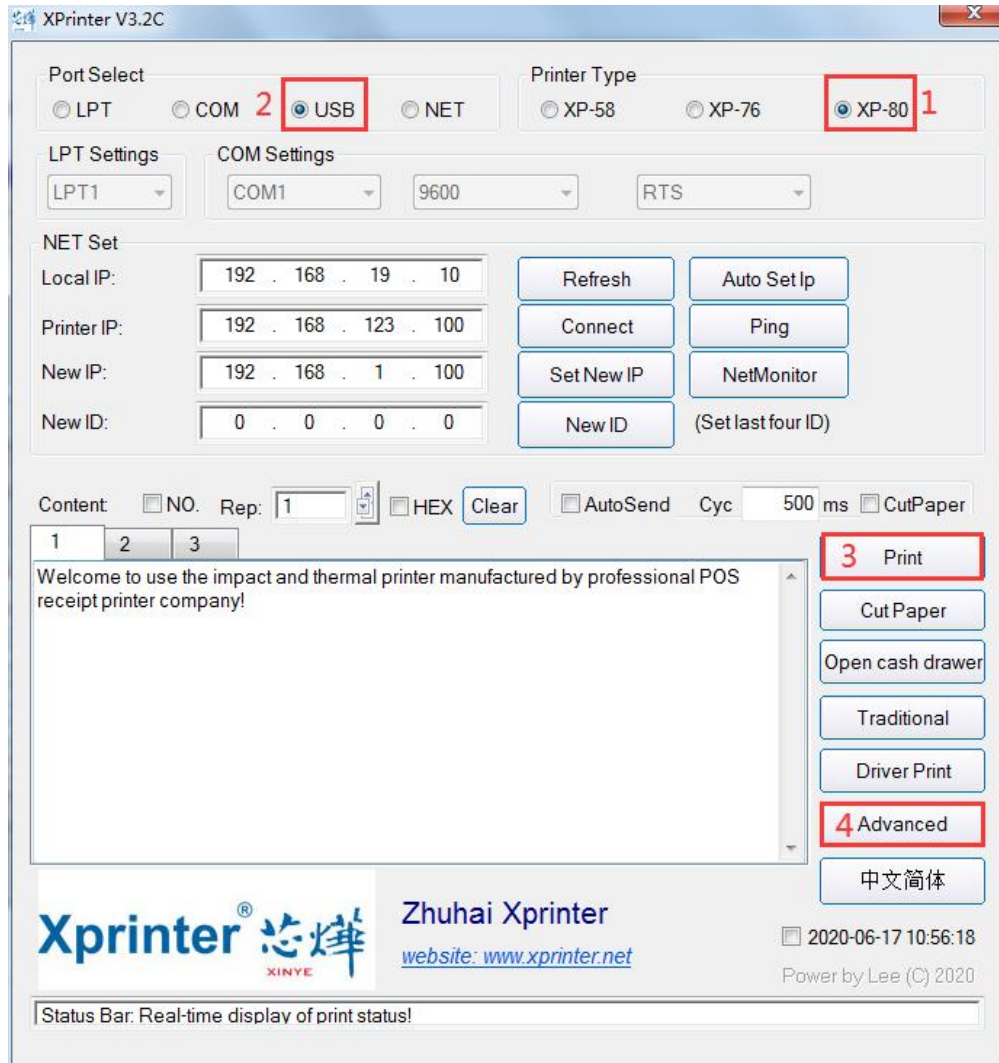 XPrinter V3.2C
X
Port Select
LPT COM 2 USB NET
Printer Type
XP-58 XP-76 XP-80 1
LPT Settings
LPT1
COM Settings
COM1 9600 RTS
NET Set
Local IP: 192 . 168 . 19 . 10 Refresh Auto Set Ip
Printer IP: 192 . 168 . 123 . 100 Connect Ping
New IP: 192 . 168 . 1 . 100 Set New IP NetMonitor
New ID: 0 . 0 . 0 . 0 New ID (Set last four ID)
Content: NO. Rep: 1 HEX Clear AutoSend Cyc 500 ms CutPaper
1 2 3
Welcome to use the impact and thermal printer manufactured by professional POS
receipt printer company!
3 Print
Cut Paper
Open cash drawer
Traditional
Driver Print
4 Advanced
中文简体
Xprinter® 芯烨
XINYE
Zhuhai Xprinter
website: www.xprinter.net
2020-06-17 10:56:18
Power by Lee (C) 2020
Status Bar: Real-time display of print status!